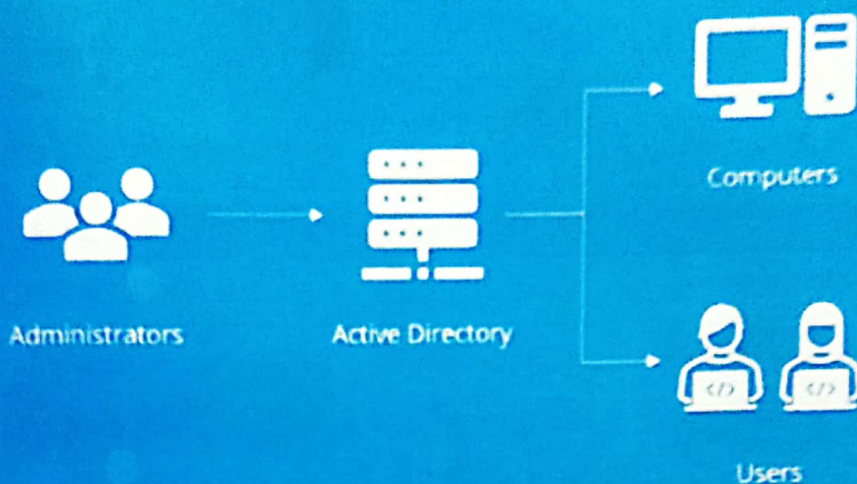 Computers
Administrators
Active Directory
</>
</>
Users